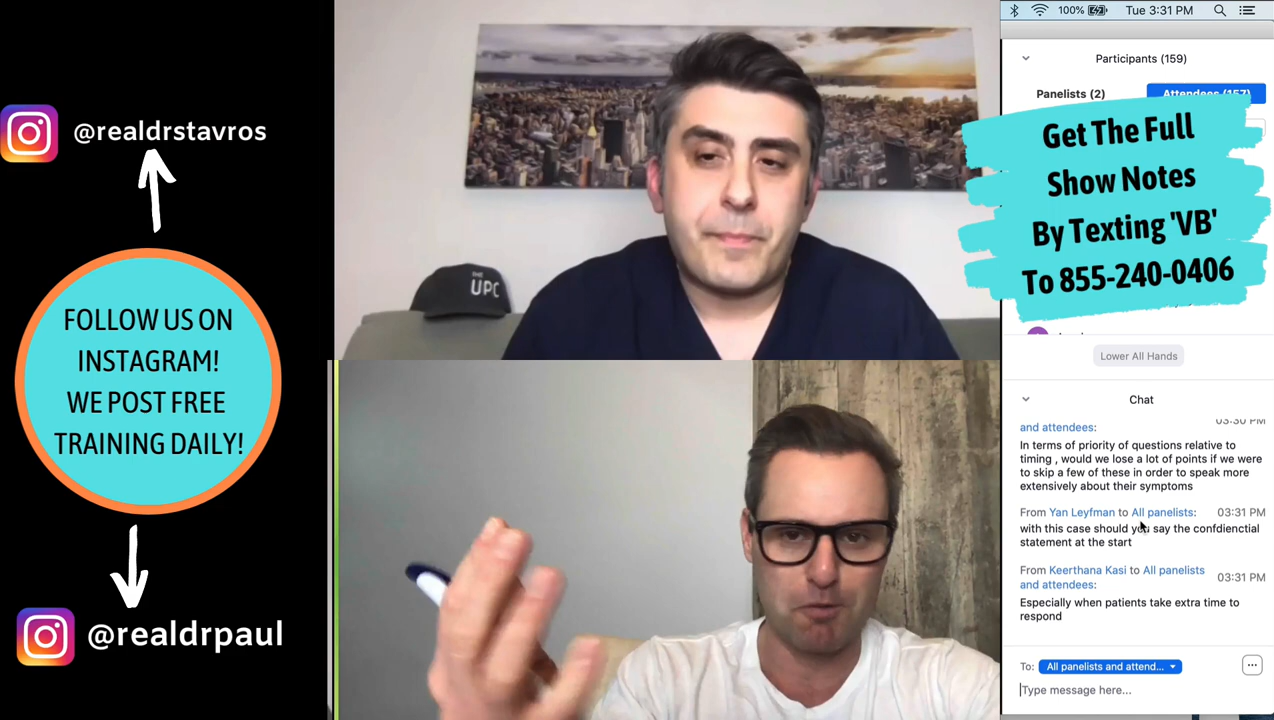 @realdrstavros
FOLLOW US ON
INSTAGRAM!
WE POST FREE
TRAINING DAILY!
@realdrpaul
THE
UPC
100%
Tue 3:31 PM
Participants (159)
Panelists (2)
Attendees (157)
Get The Full
Show Notes
By Texting 'VB'
To 855-240-0406
Lower All Hands
Chat
03:30 PM
and attendees:
In terms of priority of questions relative to
timing , would we lose a lot of points if we were
to skip a few of these in order to speak more
extensively about their symptoms
From Yan Leyfman to All panelists: 03:31 PM
with this case should you say the confdienctial
statement at the start
From Keerthana Kasi to All panelists
and attendees: 03:31 PM
Especially when patients take extra time to
respond
To: All panelists and attend...
Type message here...